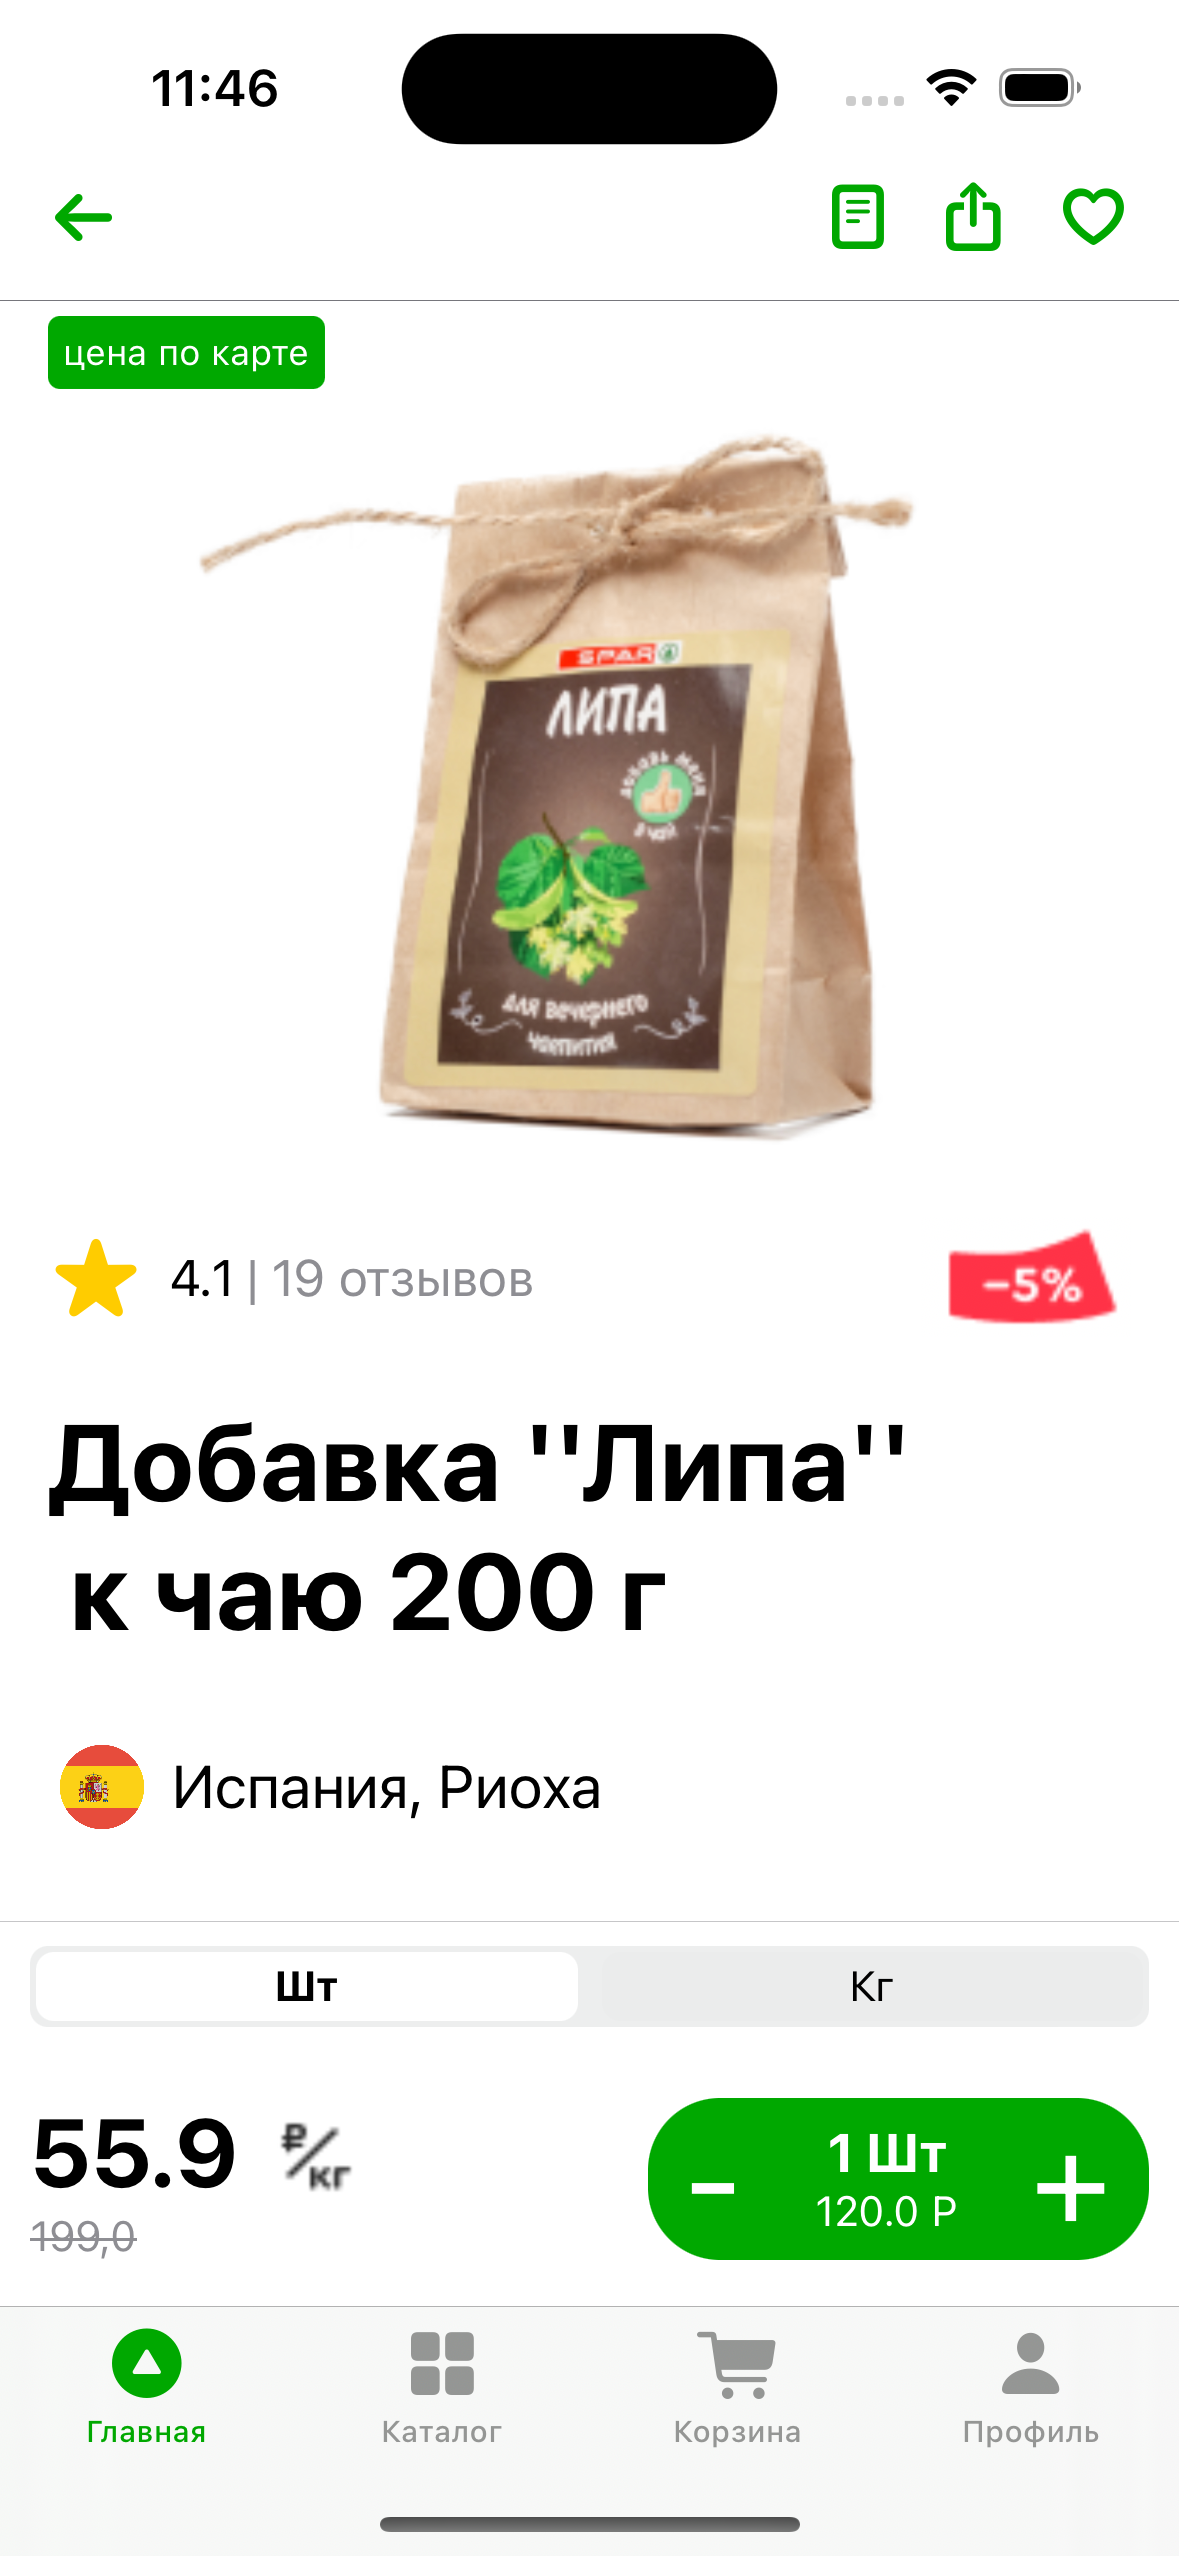 11:46
цена по карте
SPAR
ЛИПА
ДОБАВЬ МЕНЯ
В ЧАЙ
для вечернего
чаепития
4.1 | 19 отзывов
-5%
Добавка ''Липа''
к чаю 200 г
Испания, Риоха
Шт
Кг
55.9 ₽/кг
199,0
1 Шт
120.0 Р
Главная
Каталог
Корзина
Профиль